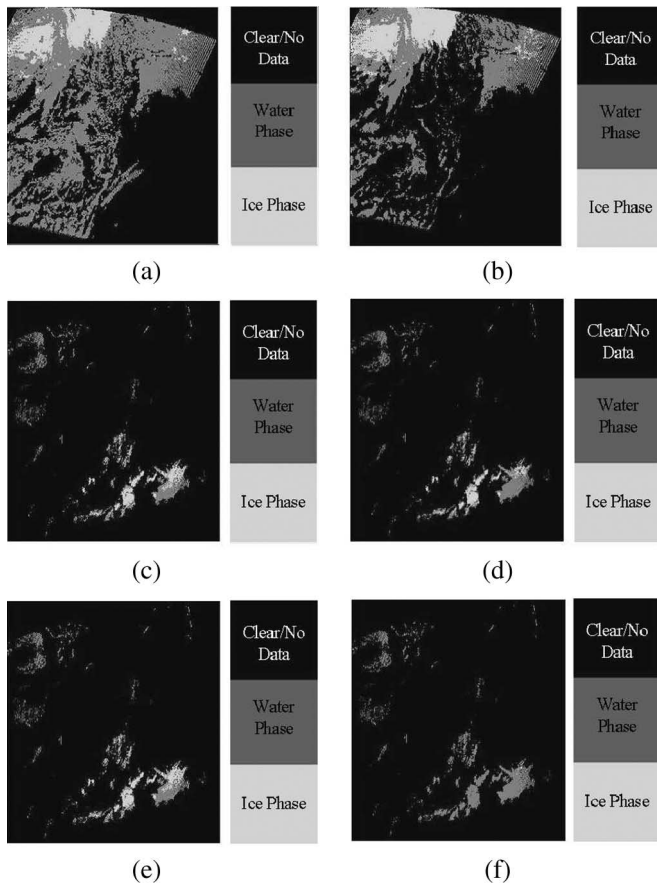 Clear/No
Data
Water
Phase
Ice Phase
(a)
Clear/No
Data
Water
Phase
Ice Phase
(b)
Clear/No
Data
Water
Phase
Ice Phase
(c)
Clear/No
Data
Water
Phase
Ice Phase
(d)
Clear/No
Data
Water
Phase
Ice Phase
(e)
Clear/No
Data
Water
Phase
Ice Phase
(f)